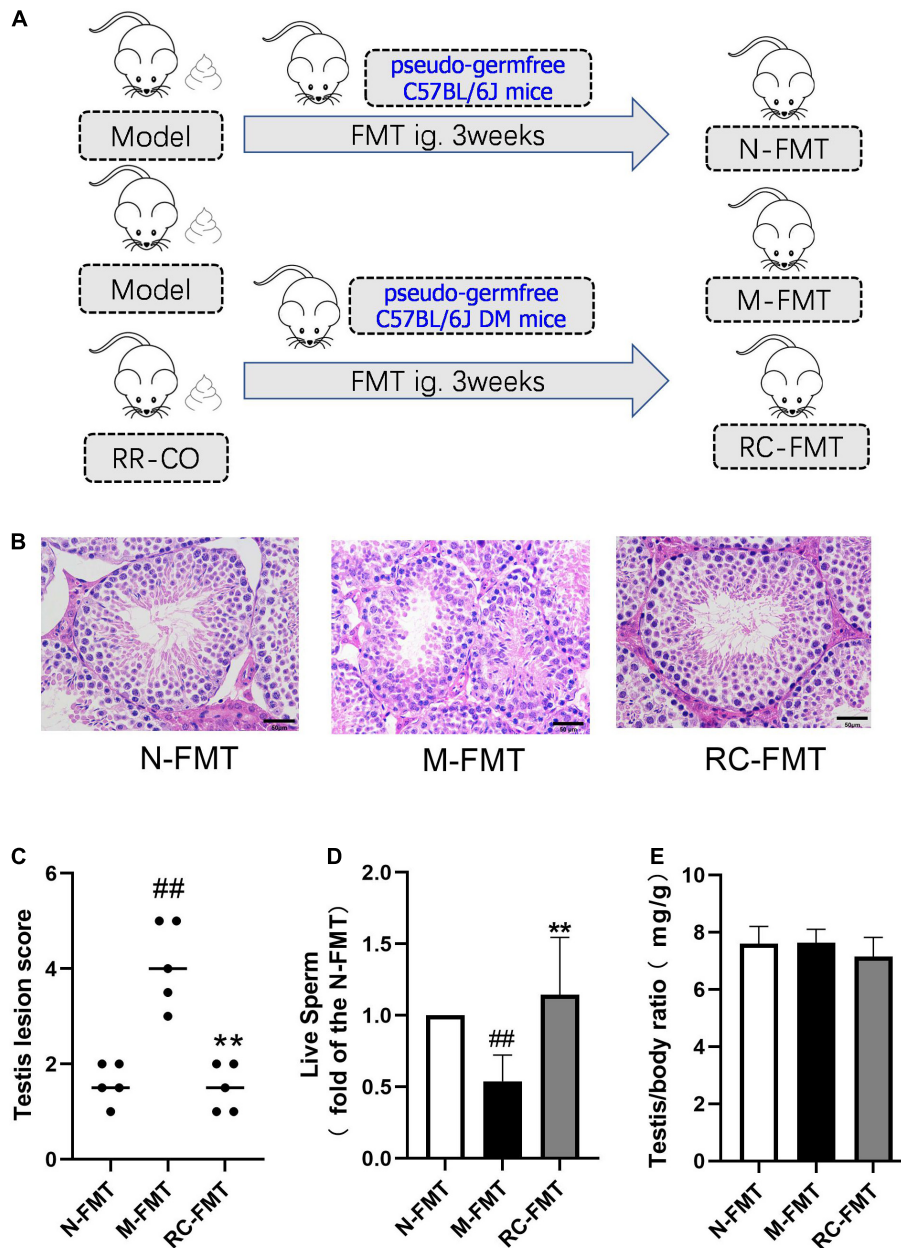 A
pseudo-germfree
C57BL/6J mice
Model
FMT ig. 3weeks
N-FMT
Model
pseudo-germfree
C57BL/6J DM mice
M-FMT
FMT ig. 3weeks
RR-CO
RC-FMT
B
50μm
50μm
50μm
N-FMT
M-FMT
RC-FMT
C
Testis lesion score
6
4
2
0
##
**
N-FMT
M-FMT
RC-FMT
D
Live Sperm
( fold of the N-FMT)
2.0
1.5
1.0
0.5
0.0
##
**
N-FMT
M-FMT
RC-FMT
E
Testis/body ratio ( mg/g)
10
8
6
4
2
0
N-FMT
M-FMT
RC-FMT